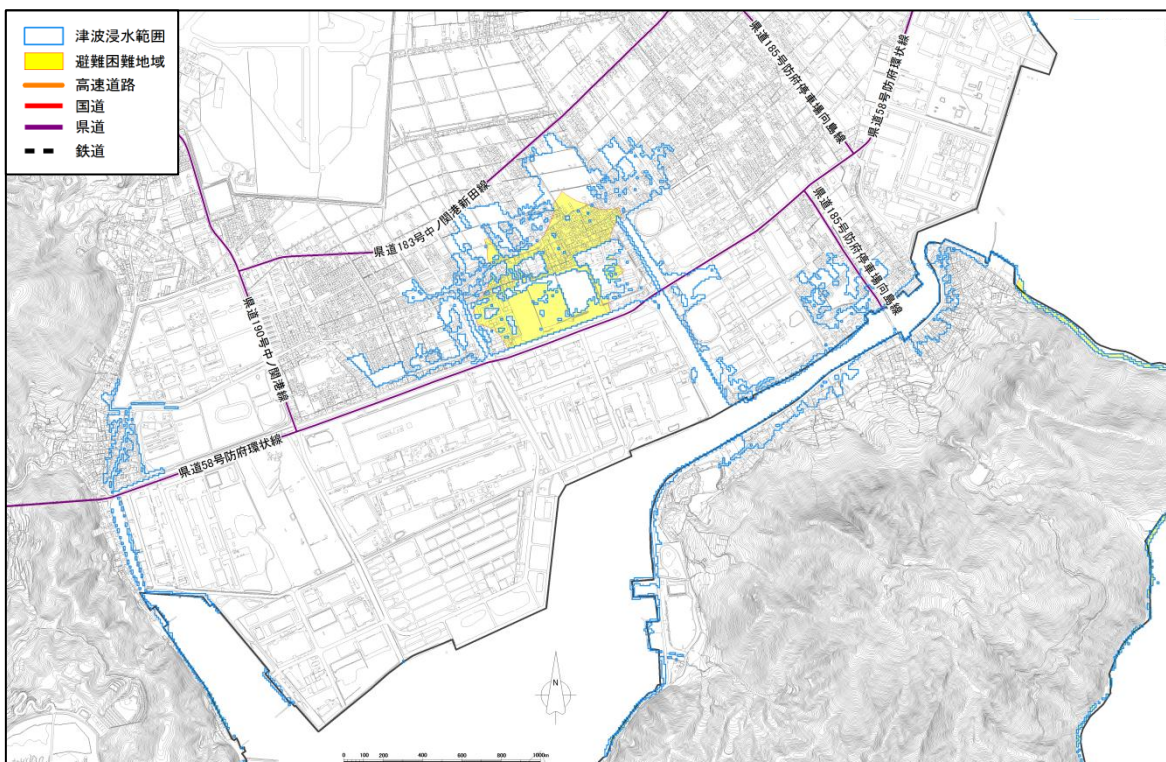 津波浸水範囲
避難困難地域
高速道路
国道
県道
鉄道
県道185号防府停車場向島線
県道58号防府環状線
県道183号中ノ関港新田線
県道185号防府停車場向島線
県道190号中ノ関港線
県道58号防府環状線
N
0 100 200 400 600 800 1000m